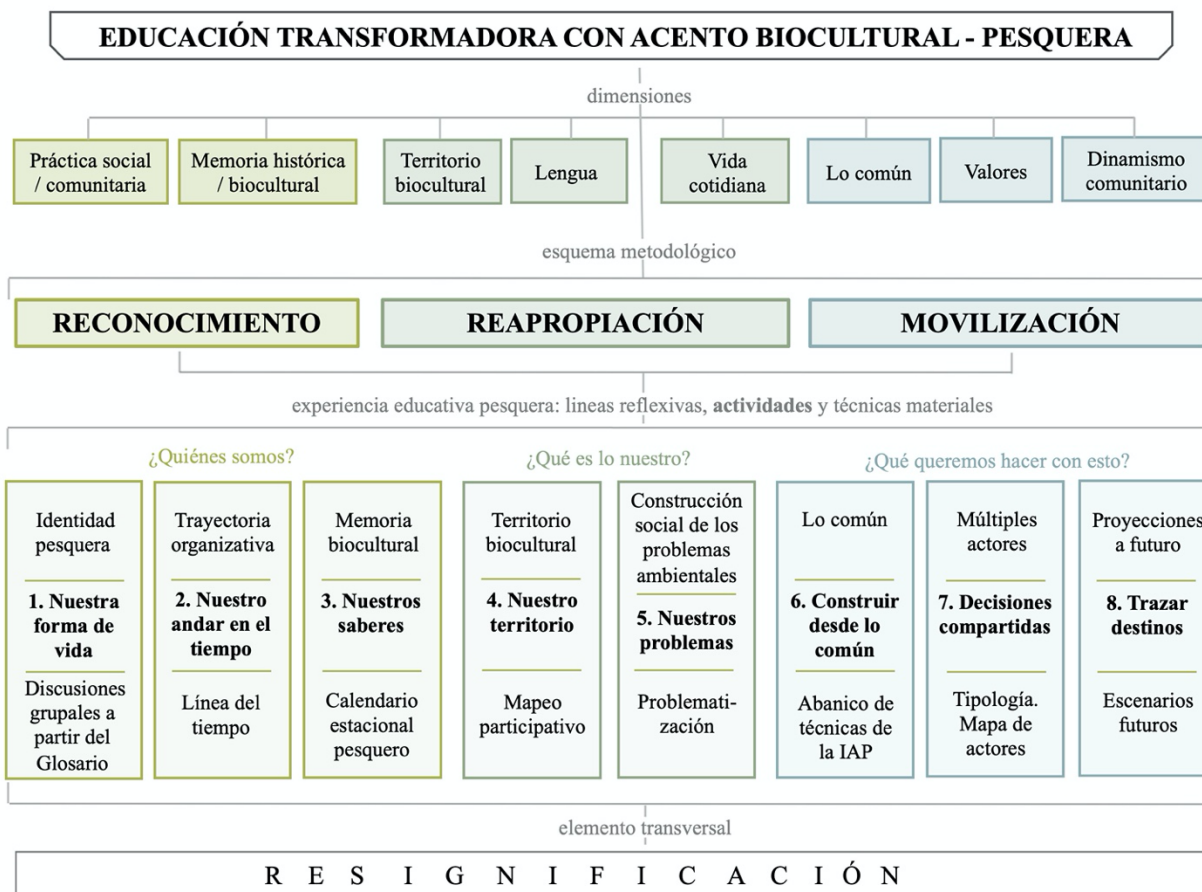 EDUCACIÓN TRANSFORMADORA CON ACENTO BIOCULTURAL - PESQUERA
dimensiones
Práctica social
/ comunitaria
Memoria histórica
/ biocultural
Territorio
biocultural
Lengua
Vida
cotidiana
Lo común
Valores
Dinamismo
comunitario
esquema metodológico
RECONOCIMIENTO
REAPROPIACIÓN
MOVILIZACIÓN
experiencia educativa pesquera: lineas reflexivas, actividades y técnicas materiales
¿Quiénes somos?
¿Qué es lo nuestro?
¿Qué queremos hacer con esto?
Identidad
pesquera
1. Nuestra
forma de
vida
Discusiones
grupales a
partir del
Glosario
Trayectoria
organizativa
2. Nuestro
andar en el
tiempo
Línea del
tiempo
Memoria
biocultural
3. Nuestros
saberes
Calendario
estacional
pesquero
Territorio
biocultural
4. Nuestro
territorio
Mapeo
participativo
Construcción
social de los
problemas
ambientales
5. Nuestros
problemas
Problemati-
zación
Lo común
6. Construir
desde lo
común
Abanico de
técnicas de
la IAP
Múltiples
actores
7. Decisiones
compartidas
Tipología.
Mapa de
actores
Proyecciones
a futuro
8. Trazar
destinos
Escenarios
futuros
elemento transversal
R E S I G N I F I C A C I Ó N